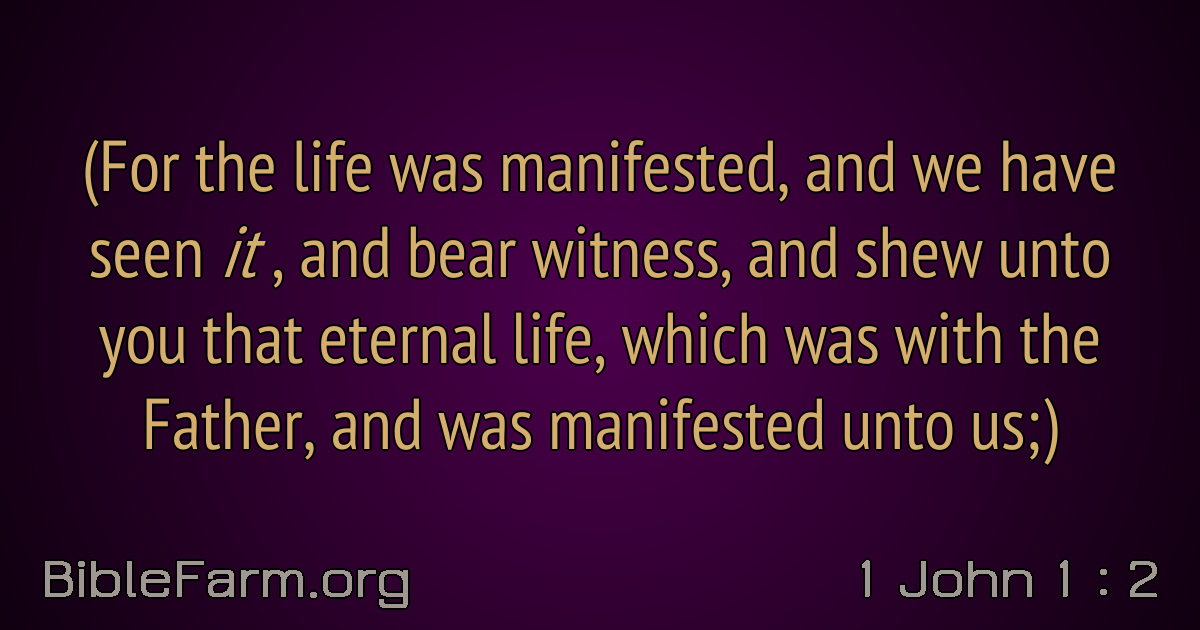 (For the life was manifested, and we have
seen it , and bear witness, and shew unto
you that eternal life, which was with the
Father, and was manifested unto us;)
BibleFarm.org
1 John 1 : 2